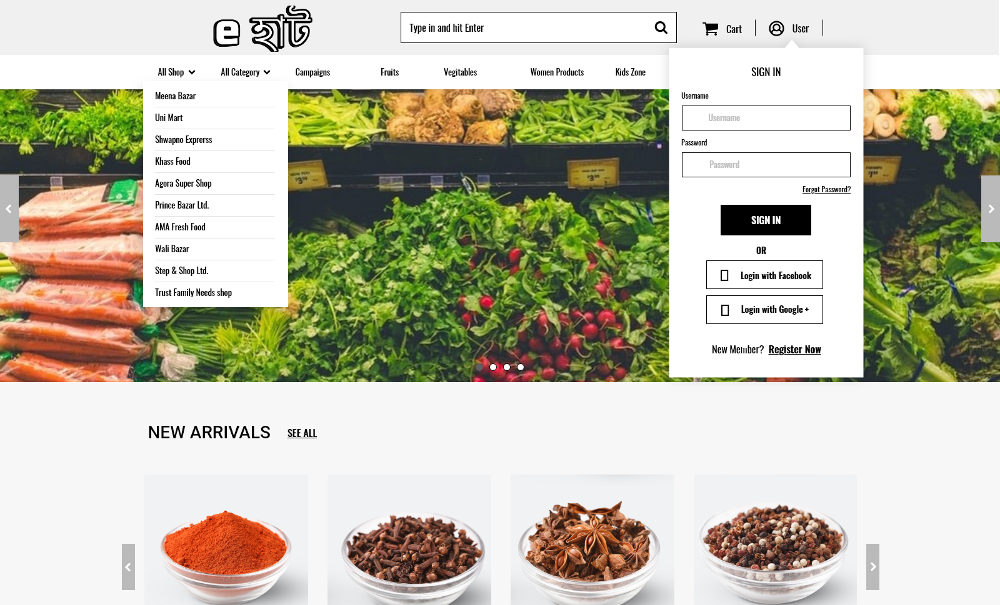 e হাট
Type in and hit Enter
Cart
User
All Shop
All Category
Campaigns
Fruits
Vegitables
Women Products
Kids Zone
Meena Bazar
Uni Mart
Shwapno Exprerss
Khass Food
Agora Super Shop
Prince Bazar Ltd.
AMA Fresh Food
Wali Bazar
Step & Shop Ltd.
Trust Family Needs shop
SIGN IN
Username
Username
Password
Password
Forgot Password?
SIGN IN
OR
Login with Facebook
Login with Google +
New Member? Register Now
NEW ARRIVALS
SEE ALL